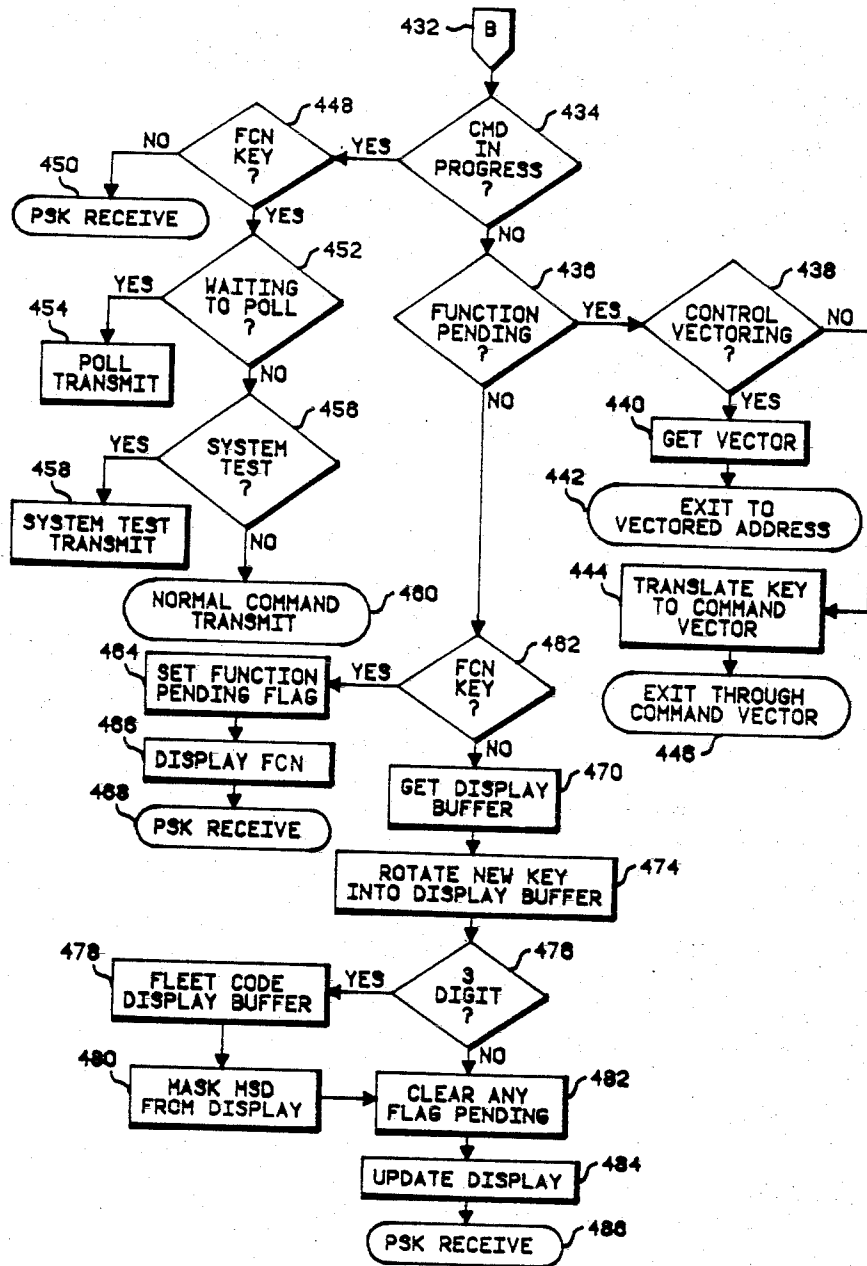 432
B
448
434
NO
FCN
KEY
?
YES
CMD
IN
PROGRESS
?
450
PSK RECEIVE
YES
NO
452
436
438
YES
WAITING
TO POLL
?
FUNCTION
PENDING
?
YES
CONTROL
VECTORING
?
NO
454
POLL
TRANSMIT
NO
NO
YES
440
GET VECTOR
458
YES
SYSTEM
TEST
?
442
EXIT TO
VECTORED ADDRESS
458
SYSTEM TEST
TRANSMIT
NO
444
TRANSLATE KEY
TO COMMAND
VECTOR
NORMAL COMMAND
TRANSMIT
460
462
464
SET FUNCTION
PENDING FLAG
YES
FCN
KEY
?
EXIT THROUGH
COMMAND VECTOR
446
466
DISPLAY FCN
NO
GET DISPLAY
BUFFER
470
468
PSK RECEIVE
ROTATE NEW KEY
INTO DISPLAY BUFFER
474
476
478
FLEET CODE
DISPLAY BUFFER
YES
3
DIGIT
?
NO
480
MASK MSD
FROM DISPLAY
CLEAR ANY
FLAG PENDING
482
UPDATE DISPLAY
484
PSK RECEIVE
486